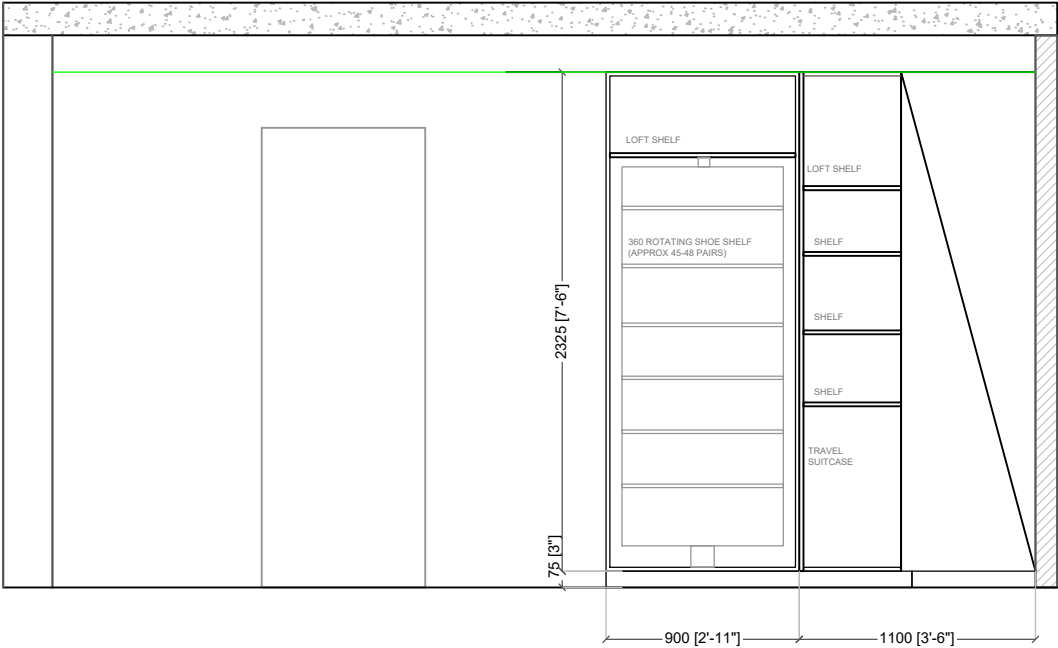 LOFT SHELF
LOFT SHELF
360 ROTATING SHOE SHELF
(APPROX 45-48 PAIRS)
SHELF
SHELF
SHELF
TRAVEL
SUITCASE
2325 [7'-6"]
75 [3"]
900 [2'-11"]
1100 [3'-6"]